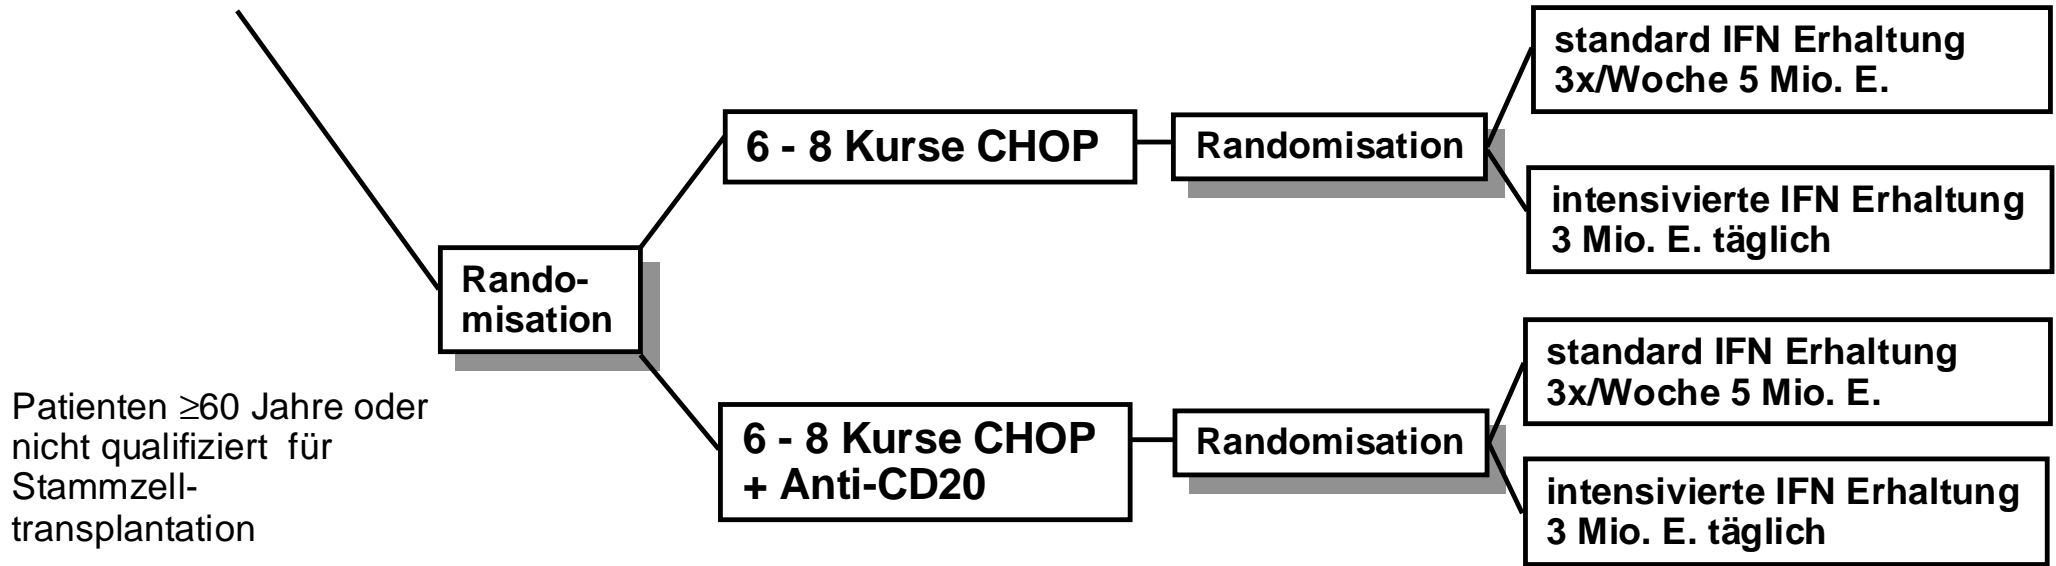 standard IFN Erhaltung
3x/Woche 5 Mio. E.
6 - 8 Kurse CHOP
Randomisation
intensivierte IFN Erhaltung
3 Mio. E. täglich
Rando-
misation
Patienten ≥60 Jahre oder
nicht qualifiziert für
Stammzell-
transplantation
6 - 8 Kurse CHOP
+ Anti-CD20
Randomisation
standard IFN Erhaltung
3x/Woche 5 Mio. E.
intensivierte IFN Erhaltung
3 Mio. E. täglich